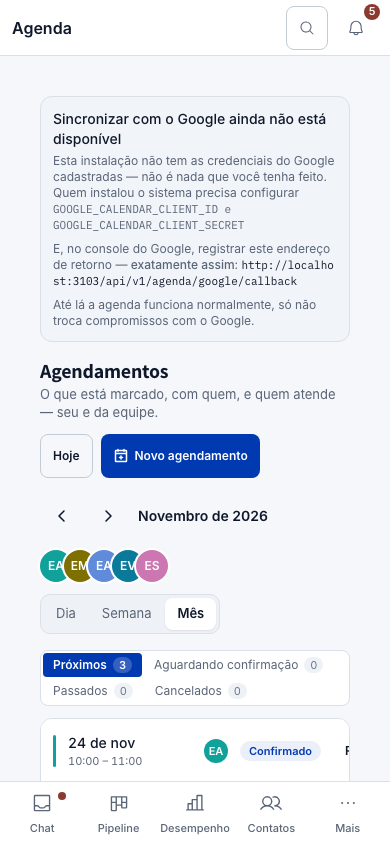 Agenda
5
Sincronizar com o Google ainda não está
disponível
Esta instalação não tem as credenciais do Google
cadastradas — não é nada que você tenha feito.
Quem instalou o sistema precisa configurar
GOOGLE_CALENDAR_CLIENT_ID e
GOOGLE_CALENDAR_CLIENT_SECRET
E, no console do Google, registrar este endereço
de retorno — exatamente assim: http://localho
st:3103/api/v1/agenda/google/callback
Até lá a agenda funciona normalmente, só não
troca compromissos com o Google.
Agendamentos
O que está marcado, com quem, e quem atende
— seu e da equipe.
Hoje
Novo agendamento
Novembro de 2026
EA EM EA EV ES
Dia Semana Mês
Próximos 3 Aguardando confirmação 0
Passados 0 Cancelados 0
24 de nov
10:00 – 11:00
EA
Confirmado
Chat Pipeline Desempenho Contatos Mais